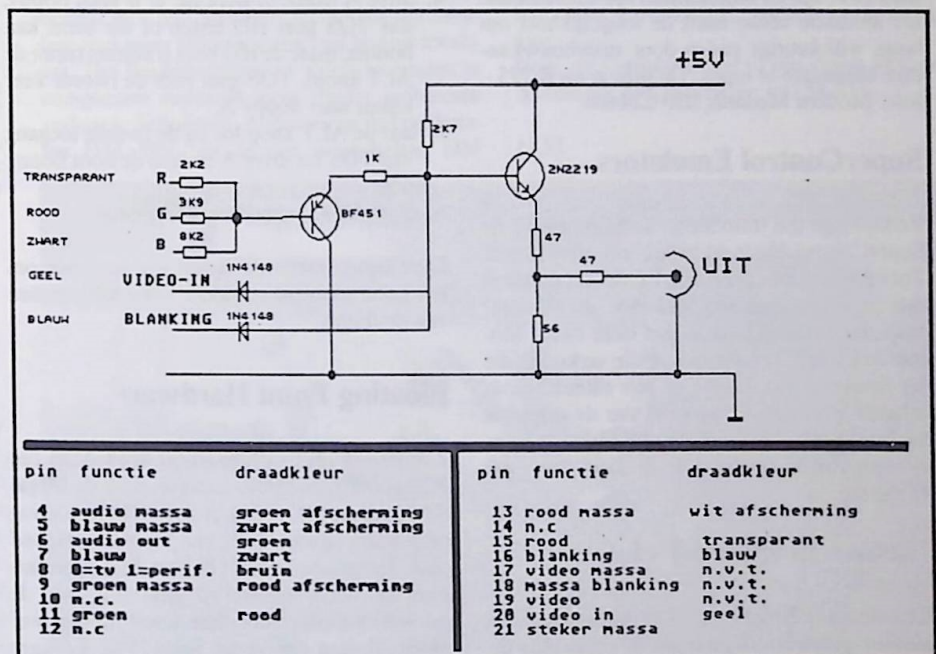 +5V
2K7
2K2
1K
2N2219
TRANSPARANT R
3K9
BF451
ROOD G
8K2
47
ZWART B
47
UIT
GEEL 1N4148
VIDEO-IN
BLAUW BLANKING 1N4148
56
pin functie draadkleur
4 audio massa groen afscherming
5 blauw massa zwart afscherming
6 audio out groen
7 blauw zwart
8 0=tv 1=perif. bruin
9 groen massa rood afscherming
10 n.c.
11 groen rood
12 n.c
pin functie draadkleur
13 rood massa wit afscherming
14 n.c
15 rood transparant
16 blanking blauw
17 video massa n.v.t.
18 massa blanking n.v.t.
19 video n.v.t.
20 video in geel
21 steker massa